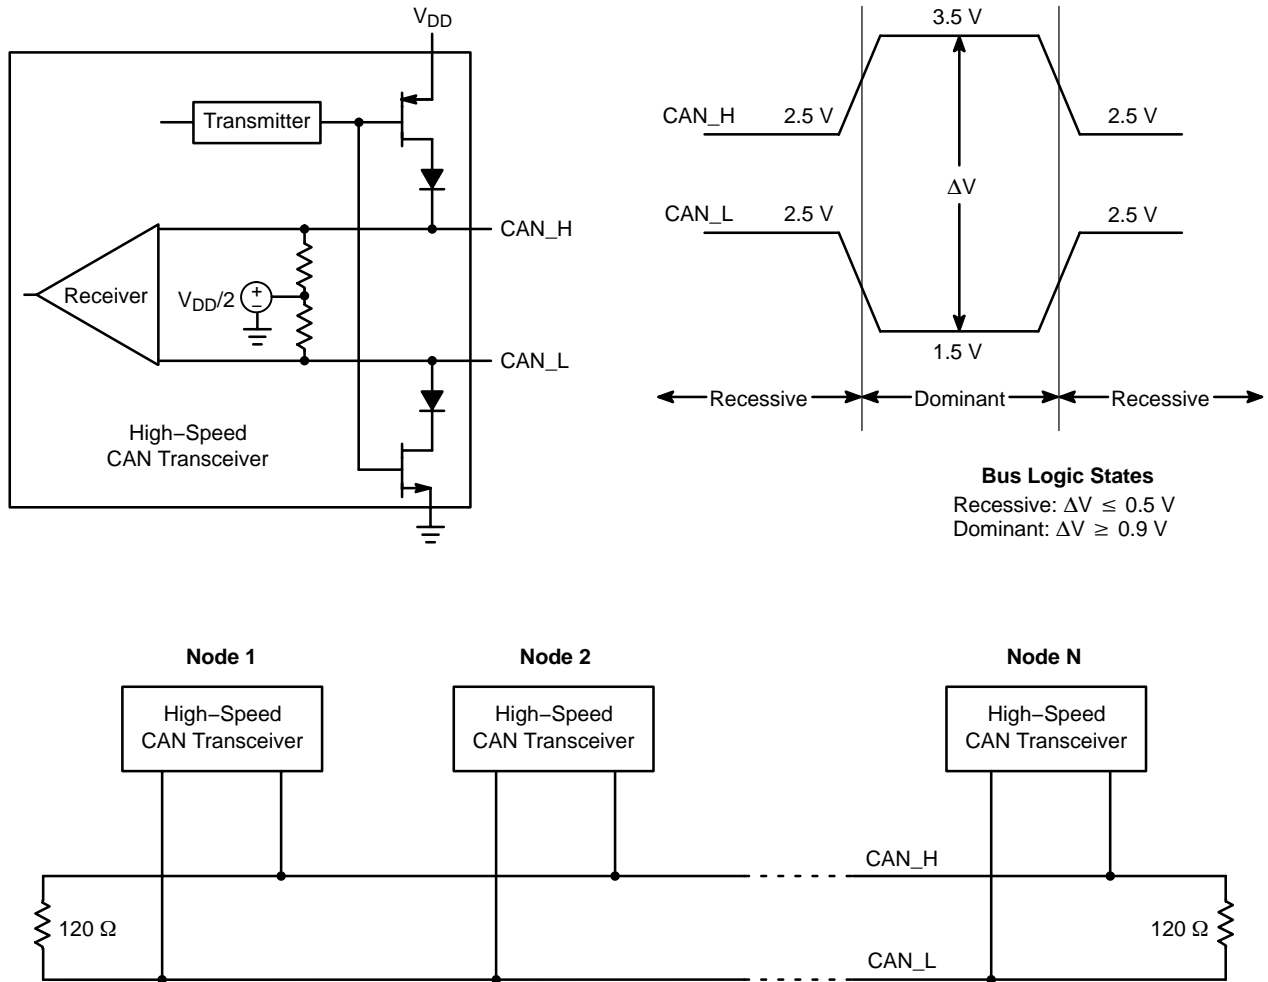 V_DD
Transmitter
CAN_H
Receiver
V_DD/2
+
−
CAN_L
High−Speed
CAN Transceiver
3.5 V
CAN_H 2.5 V
2.5 V
ΔV
CAN_L 2.5 V
2.5 V
1.5 V
Recessive
Dominant
Recessive
Bus Logic States
Recessive: ΔV ≤ 0.5 V
Dominant: ΔV ≥ 0.9 V
Node 1
Node 2
Node N
High−Speed
CAN Transceiver
High−Speed
CAN Transceiver
High−Speed
CAN Transceiver
CAN_H
120 Ω
120 Ω
CAN_L